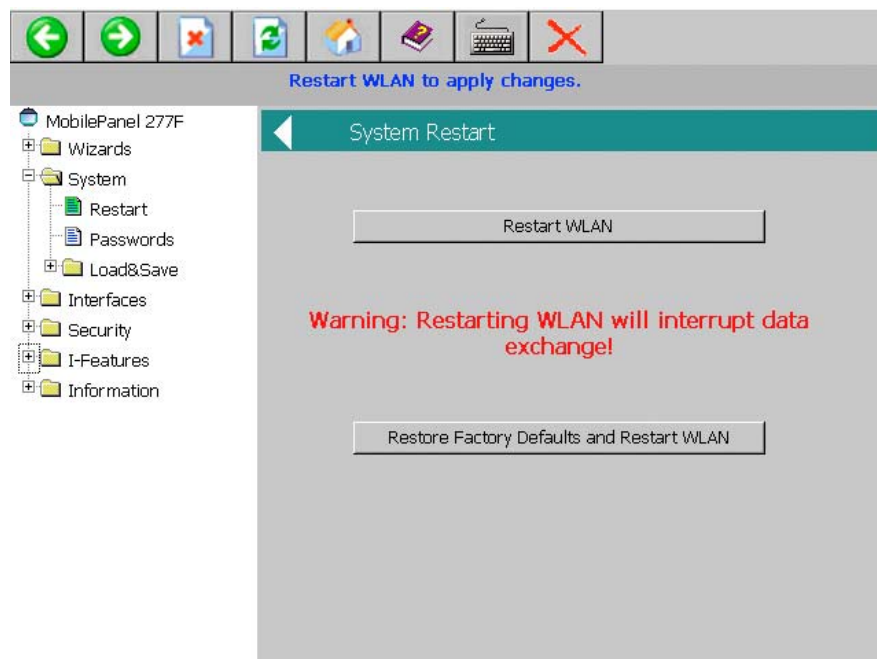 Restart WLAN to apply changes.
MobilePanel 277F
Wizards
System
Restart
Passwords
Load&Save
Interfaces
Security
I-Features
Information
System Restart
Restart WLAN
Warning: Restarting WLAN will interrupt data
exchange!
Restore Factory Defaults and Restart WLAN